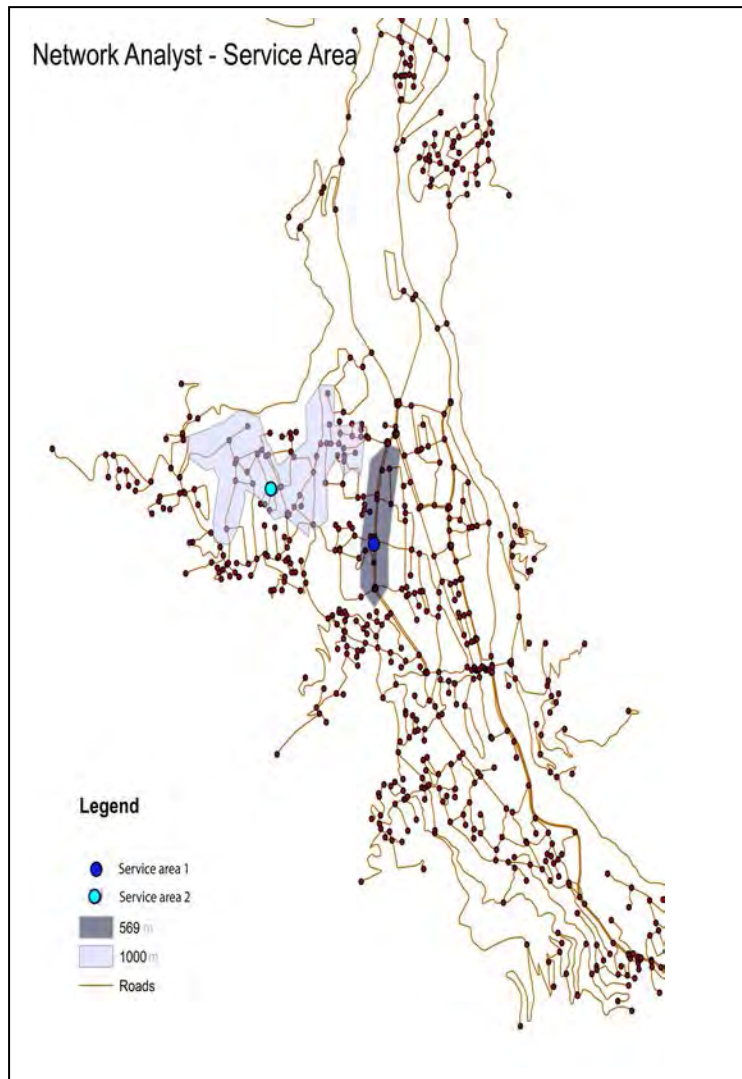 Network Analyst - Service Area
Legend
Service area 1
Service area 2
569 m
1000 m
Roads